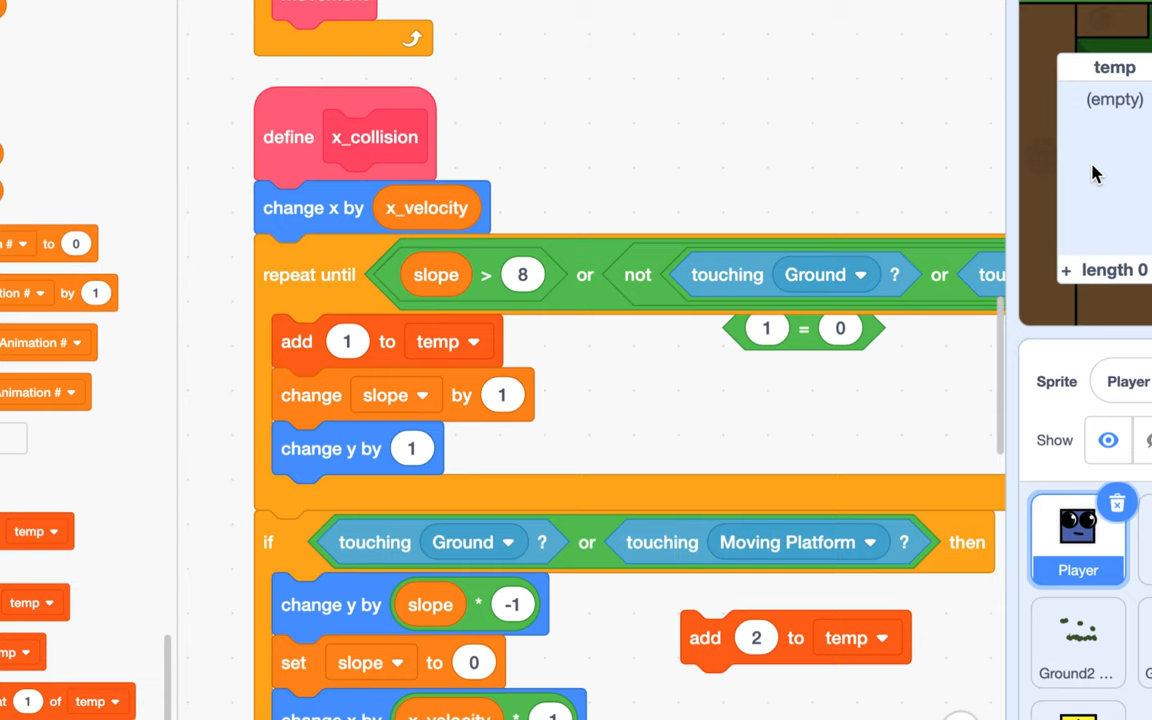 define x_collision
change x by x_velocity
repeat until slope > 8 or not touching Ground ? or tou
add 1 to temp
1 = 0
change slope by 1
change y by 1
if touching Ground ? or touching Moving Platform ? then
change y by slope * -1
add 2 to temp
set slope to 0
# to 0
by 1
Animation #
temp
temp
1 of temp
temp
(empty)
+ length 0
Sprite Player
Show
Player
Ground2 ...